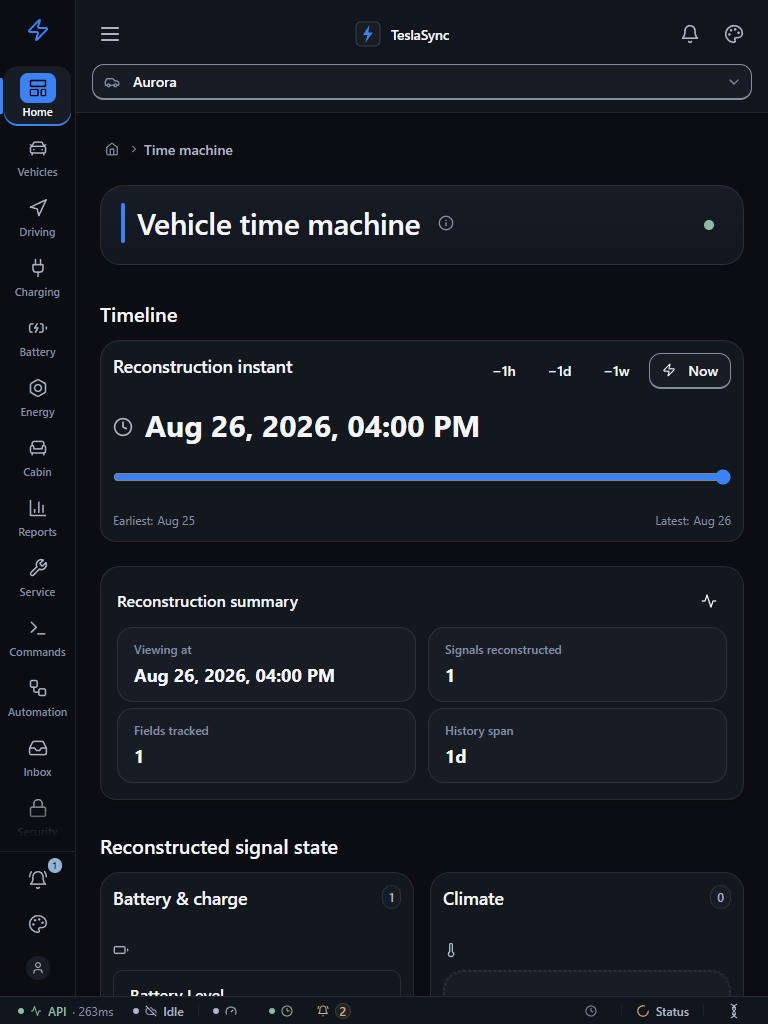 TeslaSync
Aurora
Home
Vehicles
Driving
Charging
Battery
Energy
Cabin
Reports
Service
Commands
Automation
Inbox
Security
1
Time machine
Vehicle time machine
Timeline
Reconstruction instant
−1h
−1d
−1w
Now
Aug 26, 2026, 04:00 PM
Earliest: Aug 25
Latest: Aug 26
Reconstruction summary
Viewing at
Aug 26, 2026, 04:00 PM
Signals reconstructed
1
Fields tracked
1
History span
1d
Reconstructed signal state
Battery & charge
1
Climate
0
Battery Level
API · 263ms
Idle
2
Status